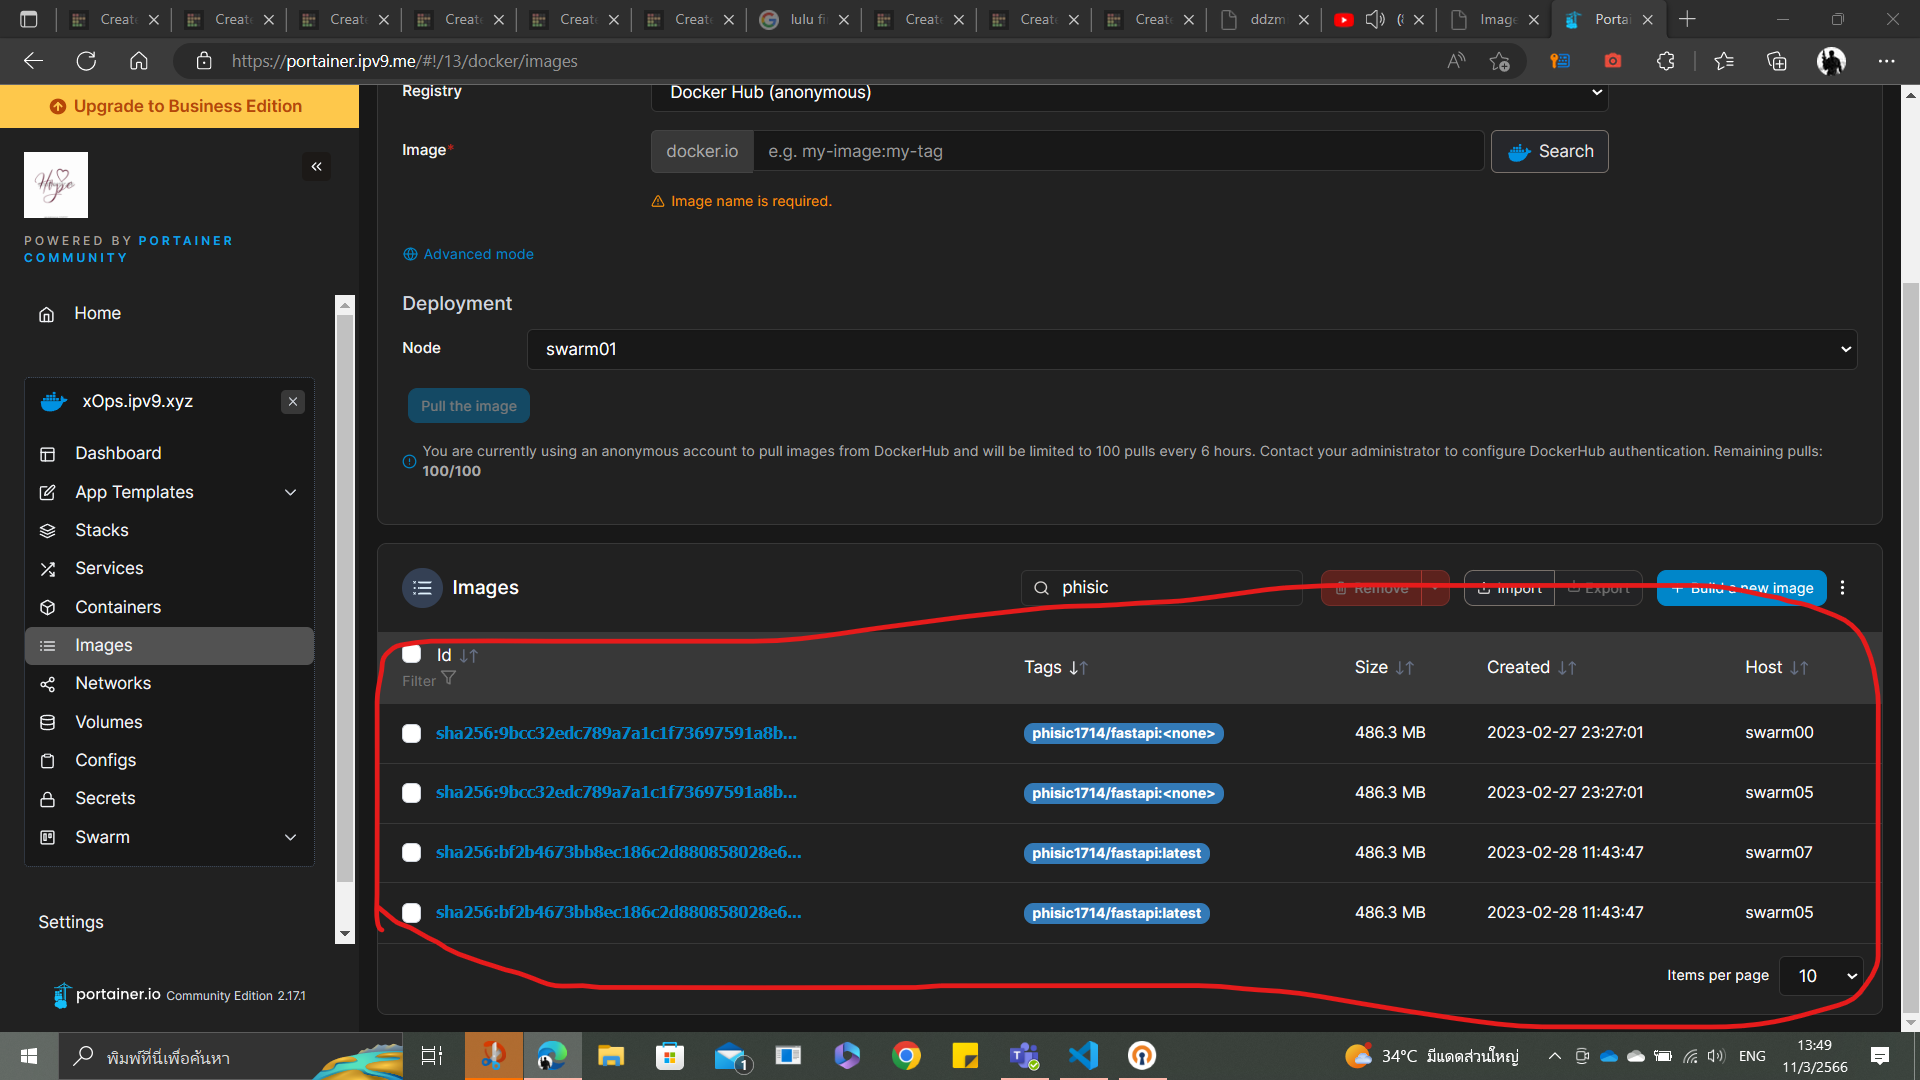 Create
Create
Create
Create
Create
Create
lulu fi
Create
Create
Create
ddzm
(8
Image
Portai
https://portainer.ipv9.me/#!/13/docker/images
Upgrade to Business Edition
Hype
POWERED BY PORTAINER
COMMUNITY
Home
xOps.ipv9.xyz
Dashboard
App Templates
Stacks
Services
Containers
Images
Networks
Volumes
Configs
Secrets
Swarm
Settings
portainer.io Community Edition 2.17.1
Registry
Docker Hub (anonymous)
Image*
docker.io
e.g. my-image:my-tag
Search
Image name is required.
Advanced mode
Deployment
Node
swarm01
Pull the image
You are currently using an anonymous account to pull images from DockerHub and will be limited to 100 pulls every 6 hours. Contact your administrator to configure DockerHub authentication. Remaining pulls:
100/100
Images
phisic
Remove
Import
Export
+ Build a new image
Id
Filter
Tags
Size
Created
Host
sha256:9bcc32edc789a7a1c1f73697591a8b... phisic1714/fastapi:<none> 486.3 MB 2023-02-27 23:27:01 swarm00
sha256:9bcc32edc789a7a1c1f73697591a8b... phisic1714/fastapi:<none> 486.3 MB 2023-02-27 23:27:01 swarm05
sha256:bf2b4673bb8ec186c2d880858028e6... phisic1714/fastapi:latest 486.3 MB 2023-02-28 11:43:47 swarm07
sha256:bf2b4673bb8ec186c2d880858028e6... phisic1714/fastapi:latest 486.3 MB 2023-02-28 11:43:47 swarm05
Items per page 10
พิมพ์ที่นี่เพื่อค้นหา
1
34°C มีแดดส่วนใหญ่
ENG
13:49
11/3/2566